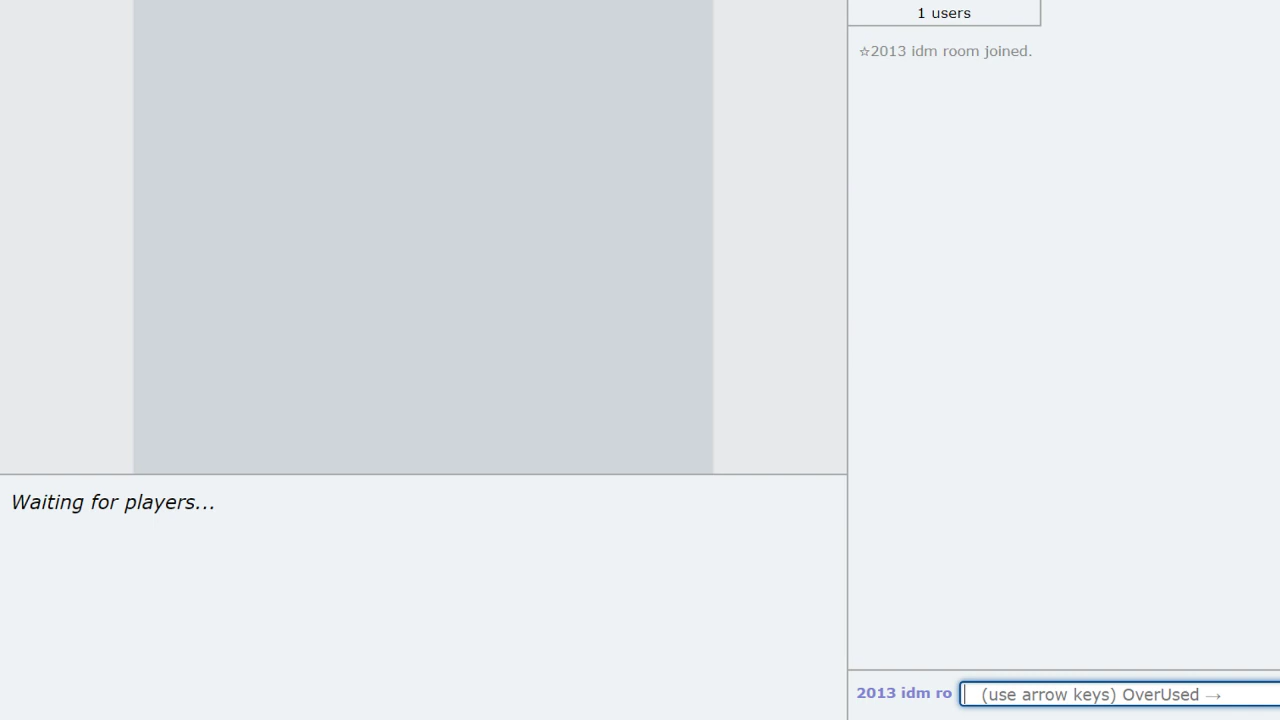 1 users
☆2013 idm room joined.
Waiting for players...
2013 idm ro
(use arrow keys) OverUsed →